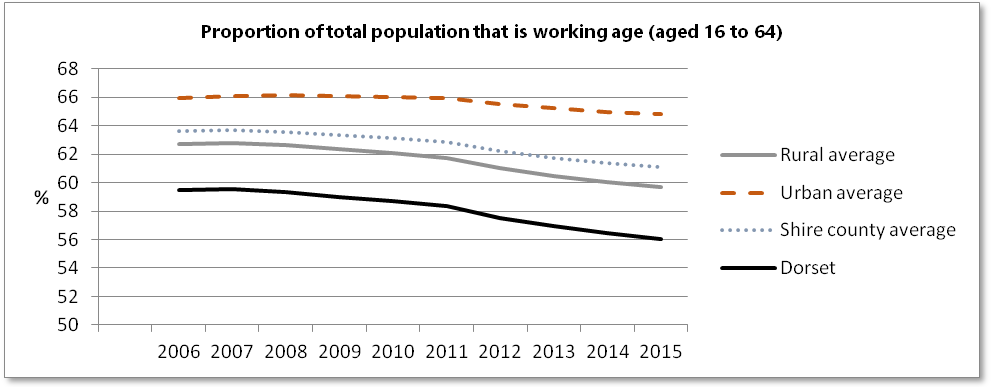 Proportion of total population that is working age (aged 16 to 64)
68
66
64
62
60
58
56
54
52
50
%
2006 2007 2008 2009 2010 2011 2012 2013 2014 2015
Rural average
Urban average
Shire county average
Dorset